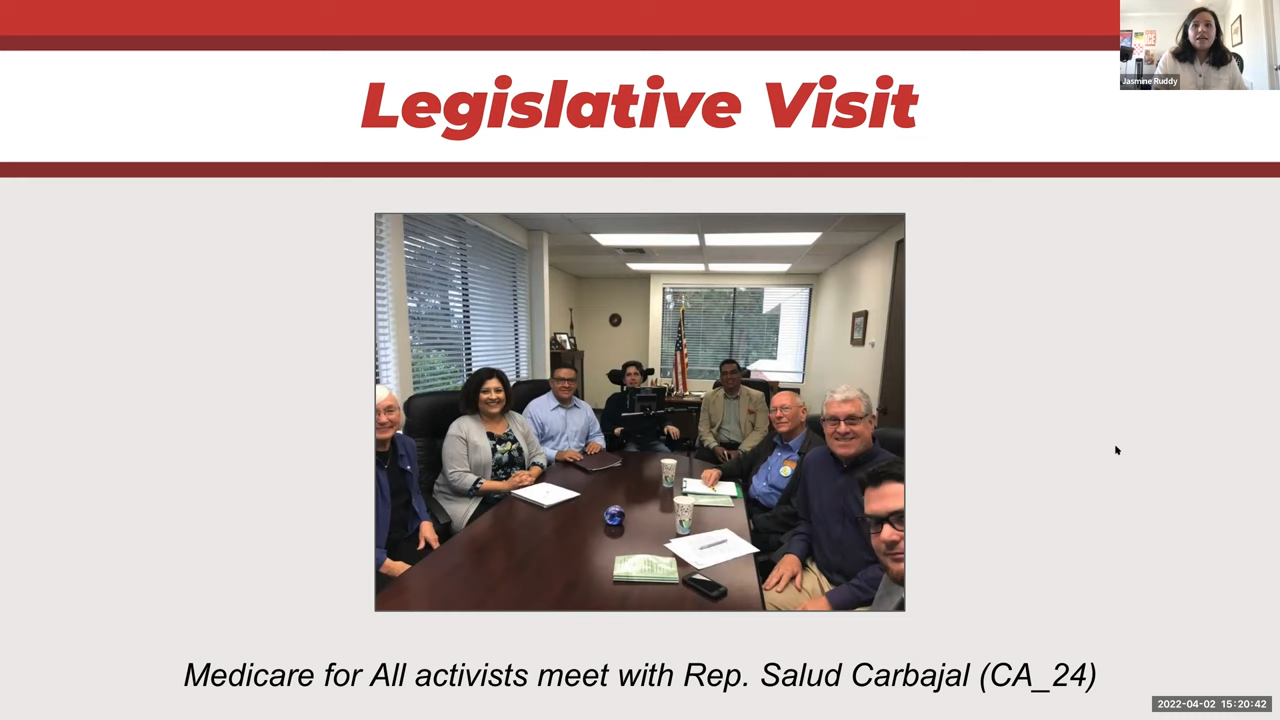 Legislative Visit
Jasmine Ruddy
Medicare for All activists meet with Rep. Salud Carbajal (CA_24)
2022-04-02 15:20:42